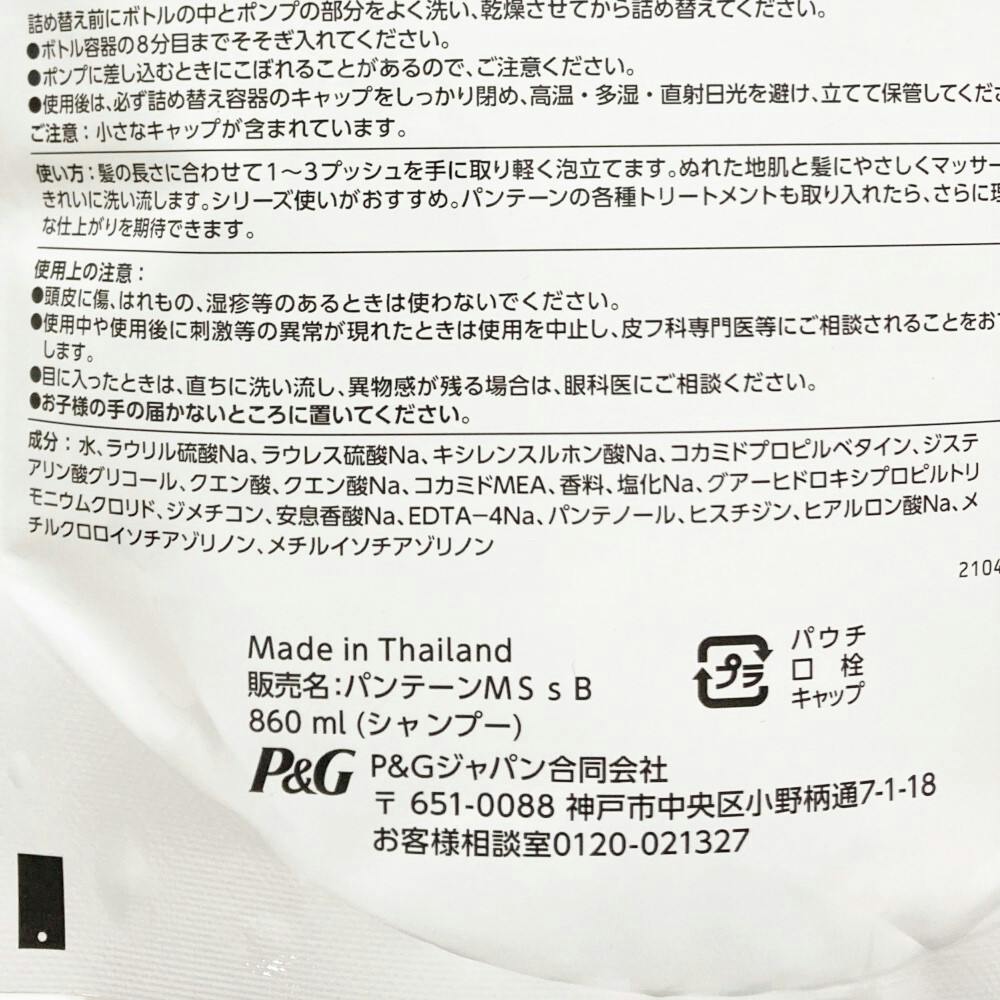 詰め替え前にボトルの中とポンプの部分をよく洗い、乾燥させてから詰め替えてください。
●ボトル容器の8分目までそそぎ入れてください。
●ポンプに差し込むときにこぼれることがあるので、ご注意ください。
●使用後は、必ず詰め替え容器のキャップをしっかり閉め、高温・多湿・直射日光を避け、立てて保管してくださ
ご注意：小さなキャップが含まれています。
使い方：髪の長さに合わせて1～3プッシュを手に取り軽く泡立てます。ぬれた地肌と髪にやさしくマッサー
きれいに洗い流します。シリーズ使いがおすすめ。パンテーンの各種トリートメントも取り入れたら、さらに理
な仕上がりを期待できます。
使用上の注意：
●頭皮に傷、はれもの、湿疹等のあるときは使わないでください。
●使用中や使用後に刺激等の異常が現れたときは使用を中止し、皮フ科専門医等にご相談されることをおす
します。
●目に入ったときは、直ちに洗い流し、異物感が残る場合は、眼科医にご相談ください。
●お子様の手の届かないところに置いてください。
成分：水、ラウリル硫酸Na、ラウレス硫酸Na、キシレンスルホン酸Na、コカミドプロピルベタイン、ジステ
アリン酸グリコール、クエン酸、クエン酸Na、コカミドMEA、香料、塩化Na、グアーヒドロキシプロピルトリ
モニウムクロリド、ジメチコン、安息香酸Na、EDTA−4Na、パンテノール、ヒスチジン、ヒアルロン酸Na、メ
チルクロロイソチアゾリノン、メチルイソチアゾリノン
2104
Made in Thailand
販売名：パンテーンMS s B
860 ml (シャンプー)
プラ
パウチ
口 栓
キャップ
P&G P&Gジャパン合同会社
〒 651-0088 神戸市中央区小野柄通7-1-18
お客様相談室0120-021327